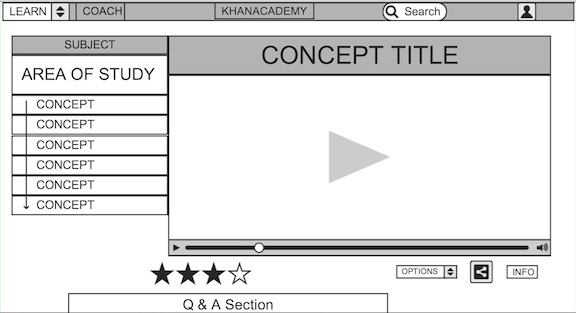 LEARN COACH KHANACADEMY Search
SUBJECT
CONCEPT TITLE
AREA OF STUDY
CONCEPT
CONCEPT
CONCEPT
CONCEPT
CONCEPT
CONCEPT
OPTIONS INFO
Q & A Section